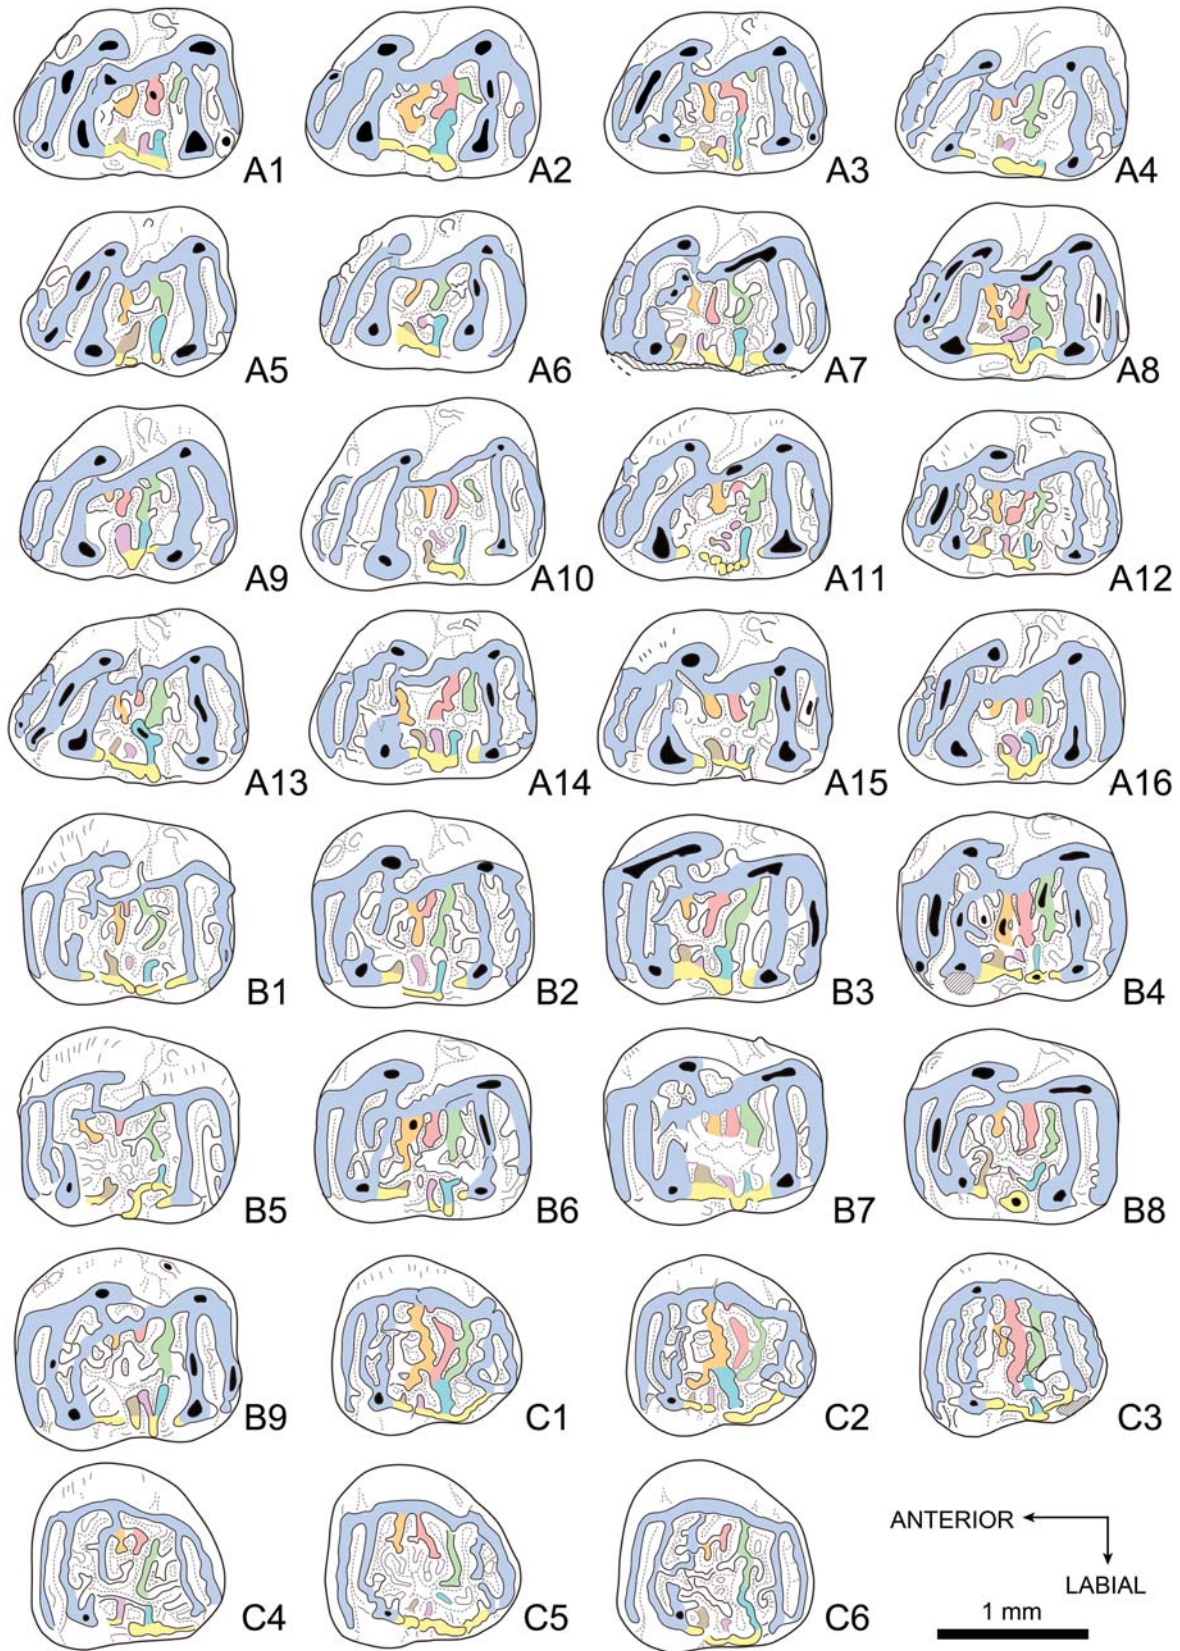 A1 A2 A3 A4
A5 A6 A7 A8
A9 A10 A11 A12
A13 A14 A15 A16
B1 B2 B3 B4
B5 B6 B7 B8
B9 C1 C2 C3
C4 C5 C6
ANTERIOR
LABIAL
1 mm